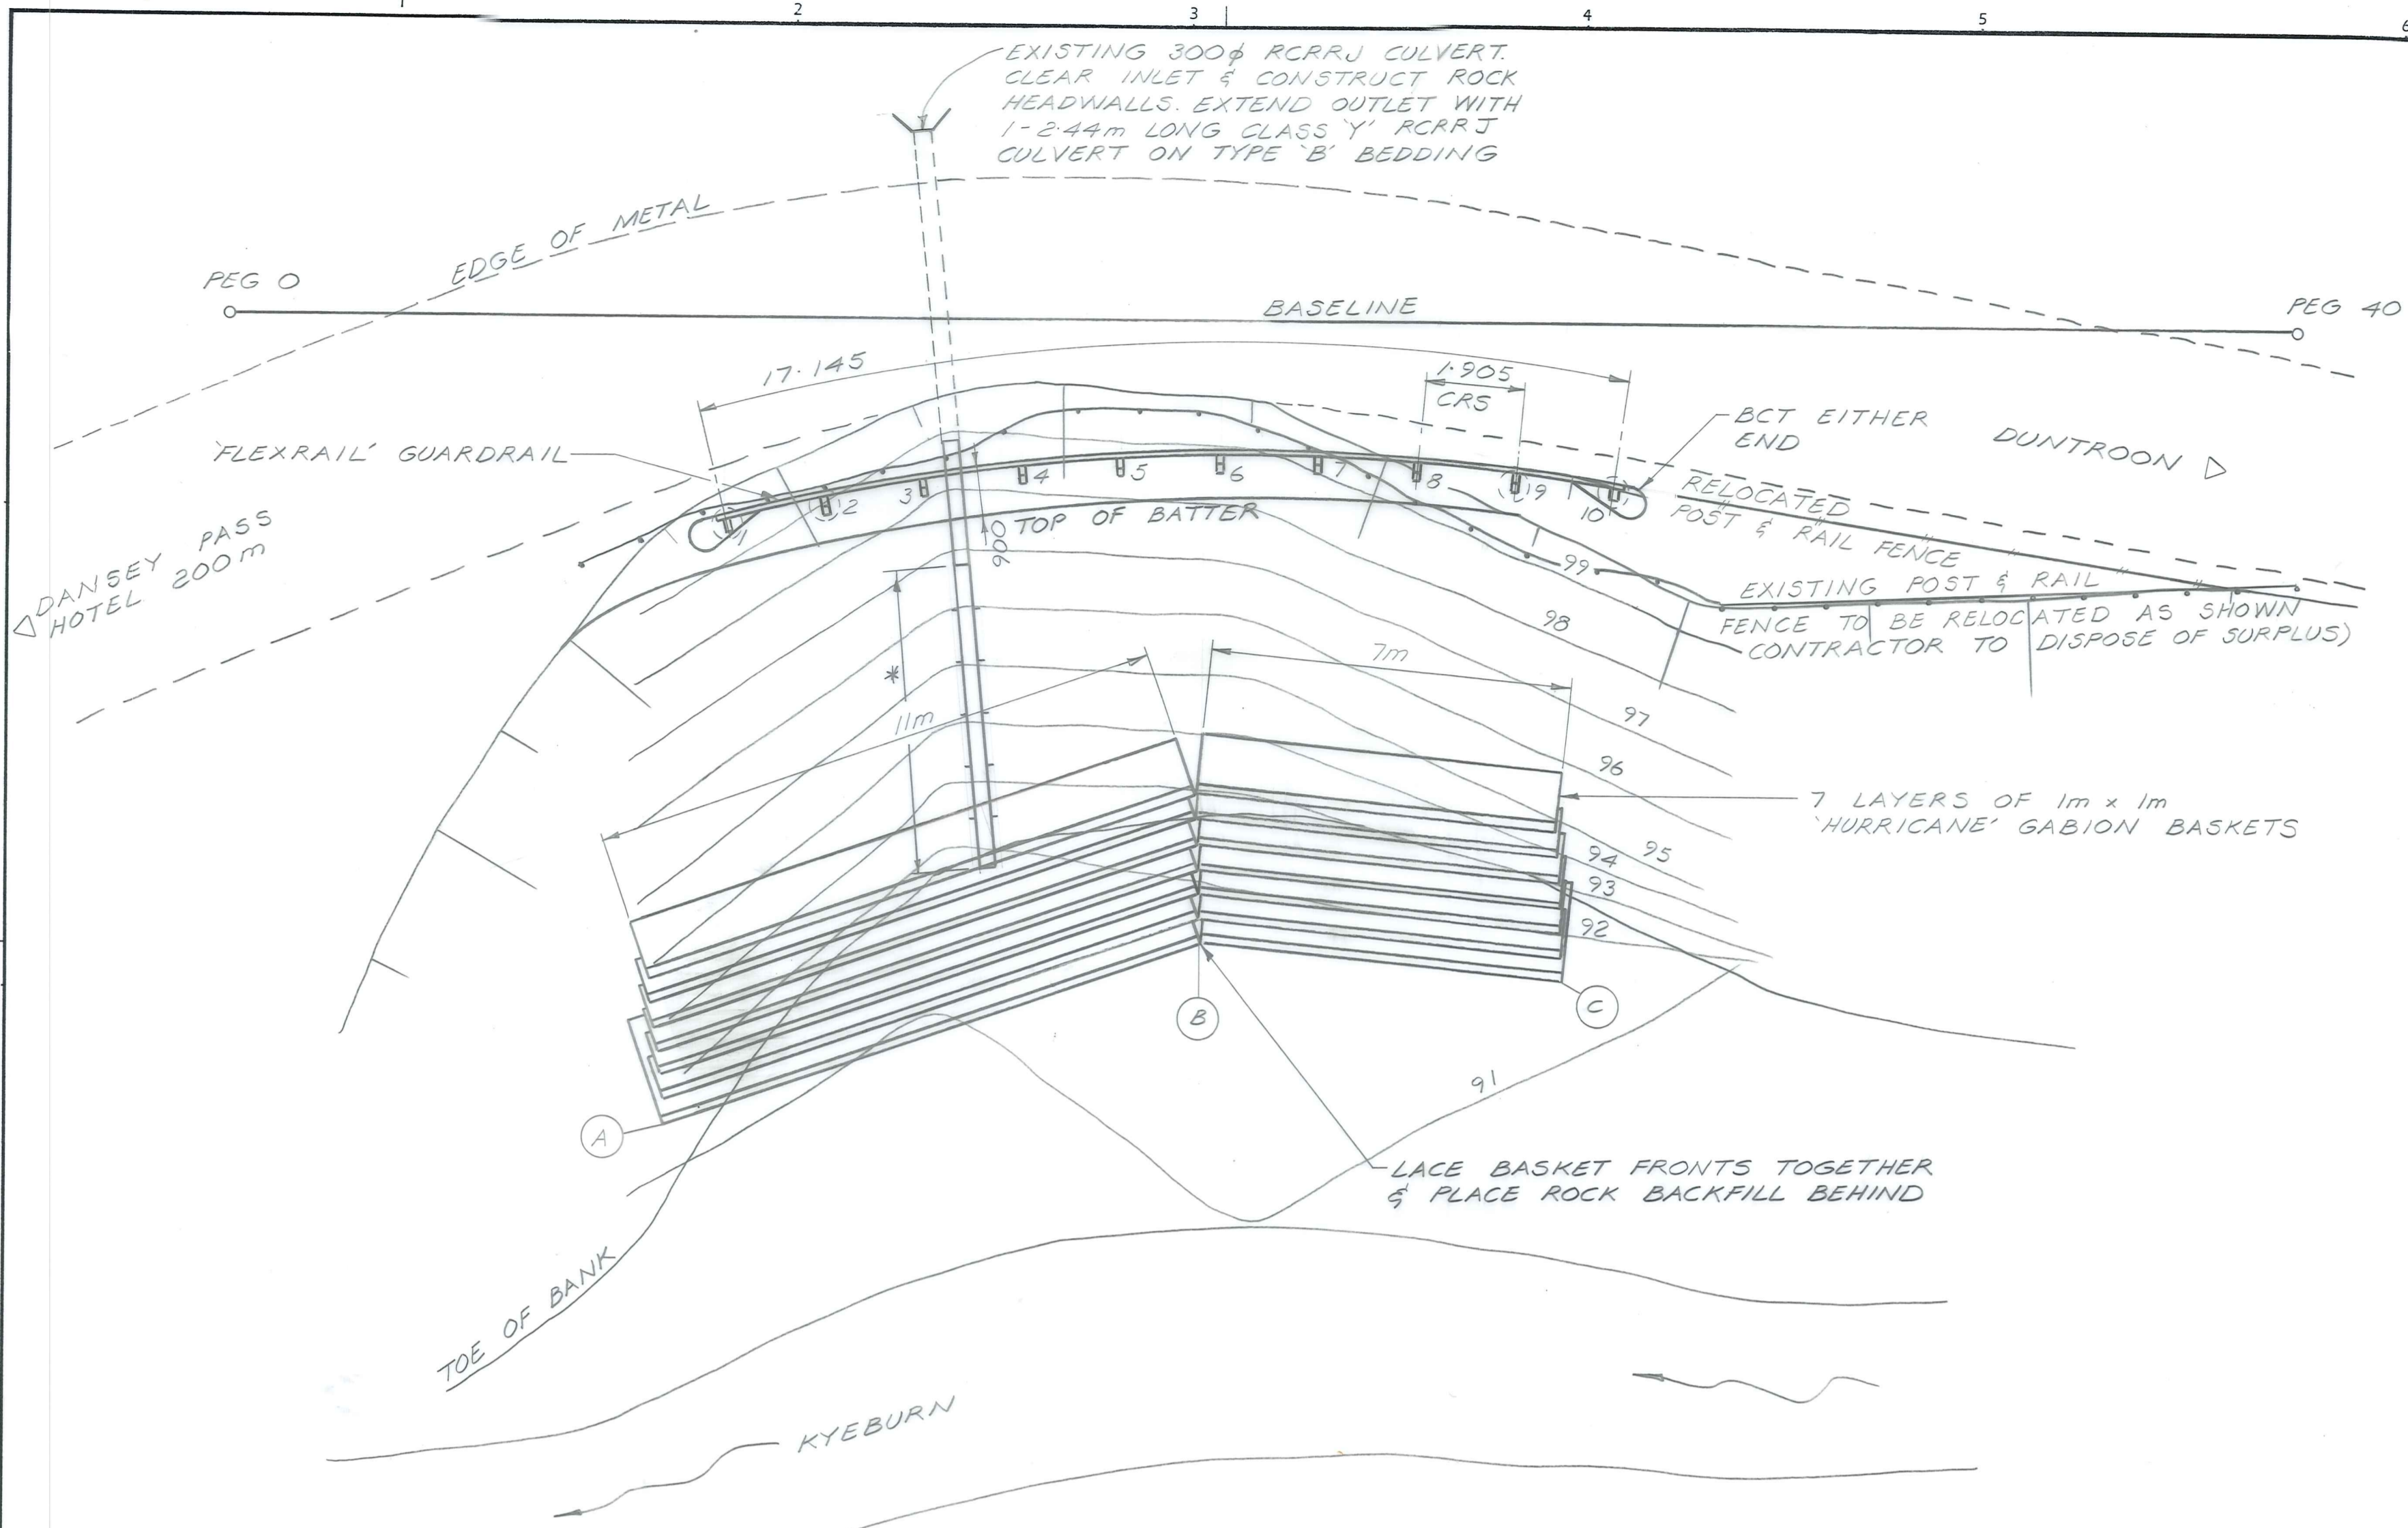 1
2
3
4
5
6
EXISTING 300ϕ RCRRJ CULVERT.
CLEAR INLET & CONSTRUCT ROCK
HEADWALLS. EXTEND OUTLET WITH
1-2.44m LONG CLASS 'Y' RCRRJ
CULVERT ON TYPE 'B' BEDDING
EDGE OF METAL
PEG 0
BASELINE
PEG 40
17.145
1.905
CRS
BCT EITHER
END
DUNTROON
'FLEXRAIL' GUARDRAIL
1
2
3
4
5
6
7
8
9
10
RELOCATED
POST & RAIL FENCE
900
TOP OF BATTER
DANSEY PASS
HOTEL 200m
EXISTING POST & RAIL
FENCE TO BE RELOCATED AS SHOWN
CONTRACTOR TO DISPOSE OF SURPLUS)
99
98
97
96
95
94
93
92
*
11m
7m
7 LAYERS OF 1m x 1m
'HURRICANE' GABION BASKETS
A
B
C
91
LACE BASKET FRONTS TOGETHER
& PLACE ROCK BACKFILL BEHIND
TOE OF BANK
KYEBURN